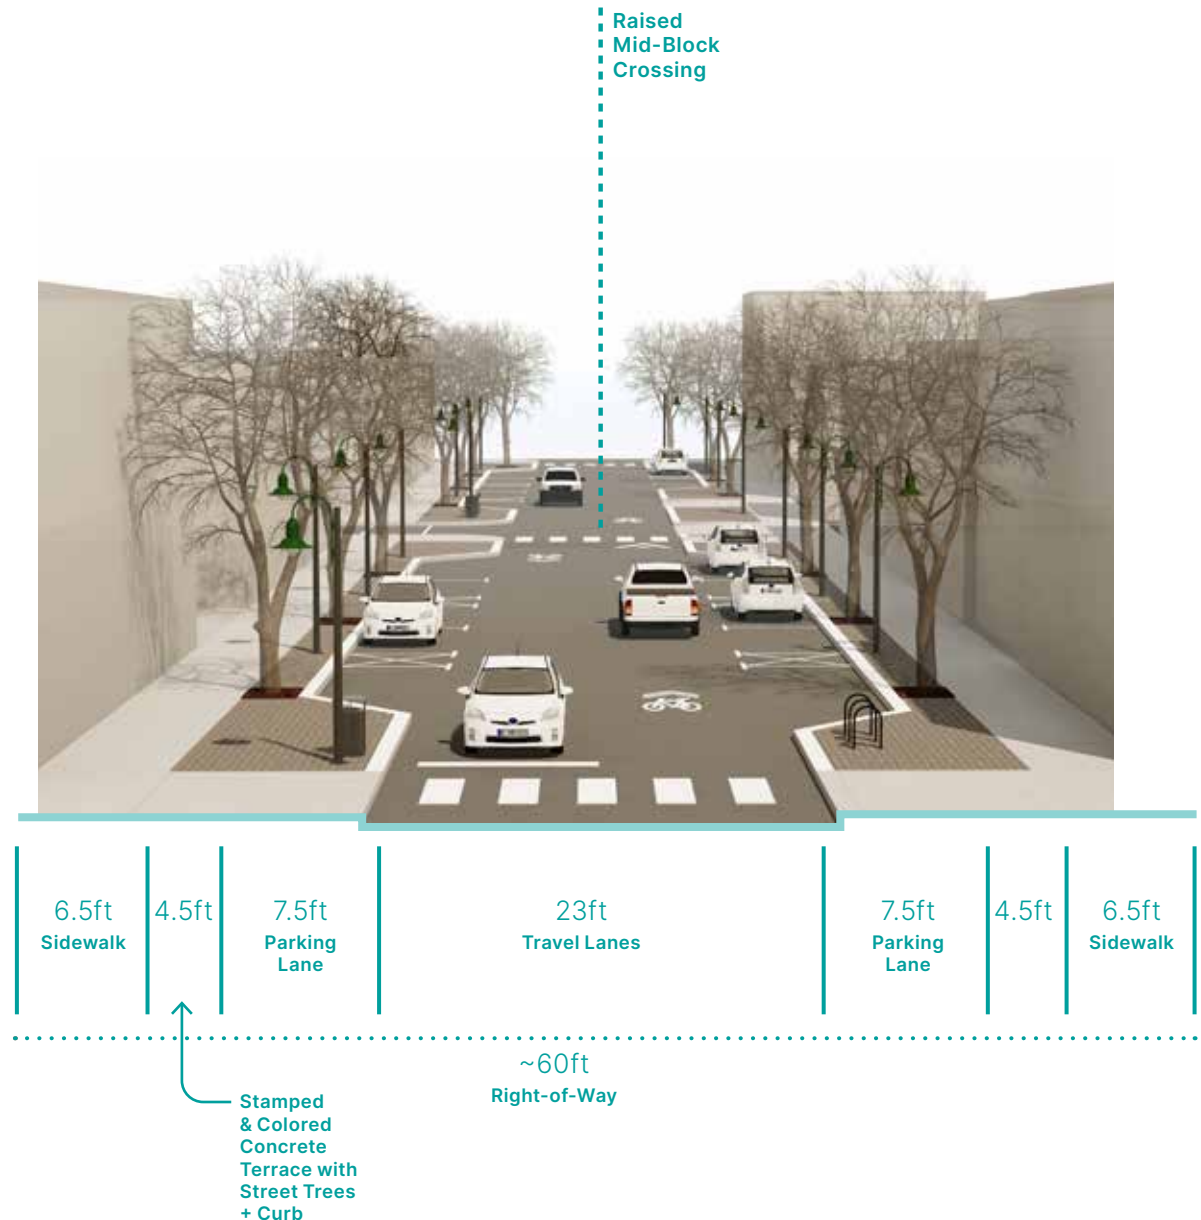 Raised
Mid-Block
Crossing
6.5ft
Sidewalk
4.5ft
7.5ft
Parking
Lane
23ft
Travel Lanes
7.5ft
Parking
Lane
4.5ft
6.5ft
Sidewalk
~60ft
Right-of-Way
Stamped
& Colored
Concrete
Terrace with
Street Trees
+ Curb